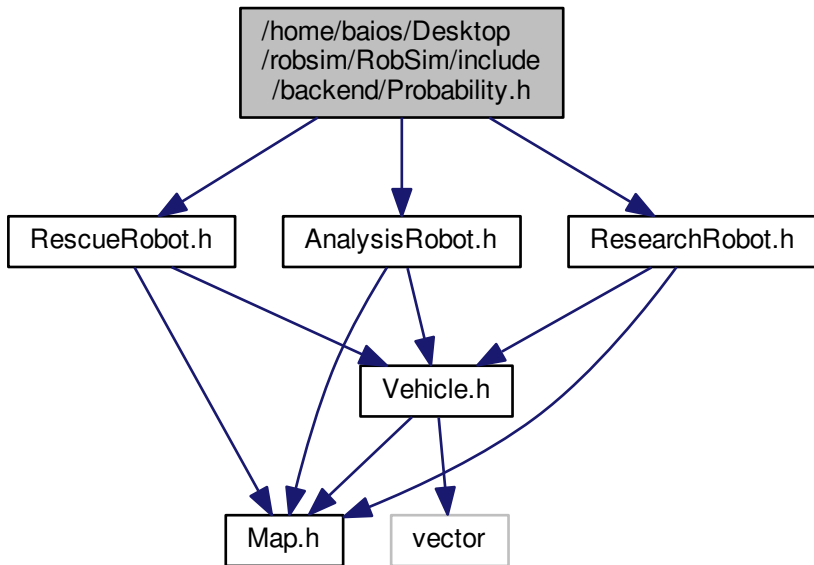 /home/baios/Desktop
/robsim/RobSim/include
/backend/Probability.h
RescueRobot.h
AnalysisRobot.h
ResearchRobot.h
Vehicle.h
Map.h
vector